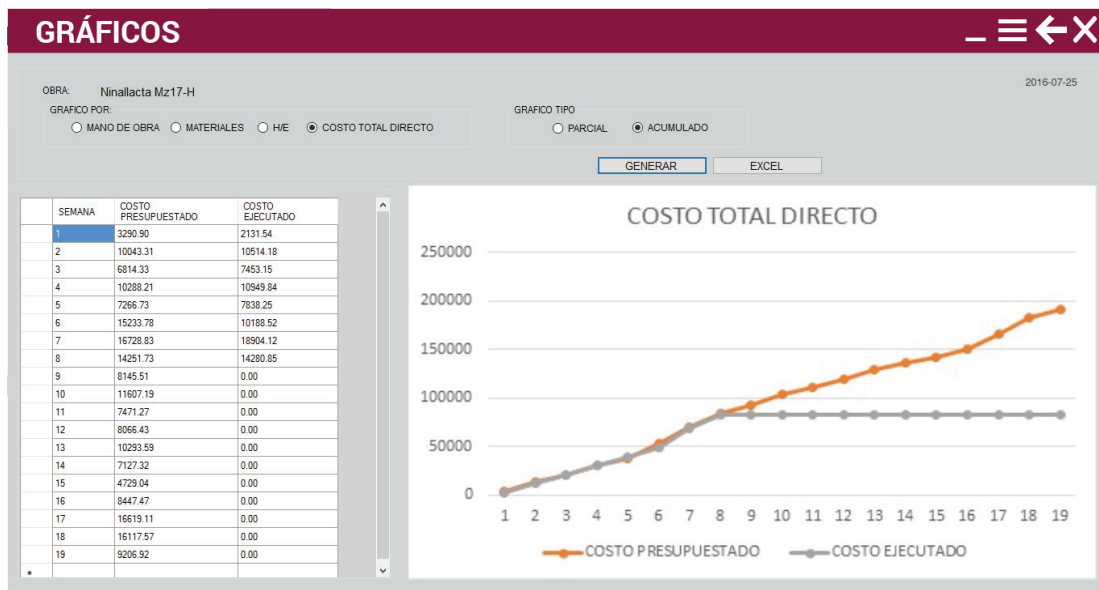 GRÁFICOS
2016-07-25
OBRA: Ninallacta Mz17-H
GRAFICO POR:
MANO DE OBRA MATERIALES H/E COSTO TOTAL DIRECTO
GRAFICO TIPO
PARCIAL ACUMULADO
GENERAR EXCEL
SEMANA COSTO PRESUPUESTADO COSTO EJECUTADO
1 3290.90 2131.54
2 10043.31 10514.18
3 6814.33 7453.15
4 10288.21 10949.84
5 7266.73 7838.25
6 15233.78 10188.52
7 16728.83 18904.12
8 14251.73 14280.85
9 8145.51 0.00
10 11607.19 0.00
11 7471.27 0.00
12 8066.43 0.00
13 10293.59 0.00
14 7127.32 0.00
15 4729.04 0.00
16 8447.47 0.00
17 16619.11 0.00
18 16117.57 0.00
19 9206.92 0.00
COSTO TOTAL DIRECTO
250000
200000
150000
100000
50000
0
1 2 3 4 5 6 7 8 9 10 11 12 13 14 15 16 17 18 19
COSTO PRESUPUESTADO COSTO EJECUTADO